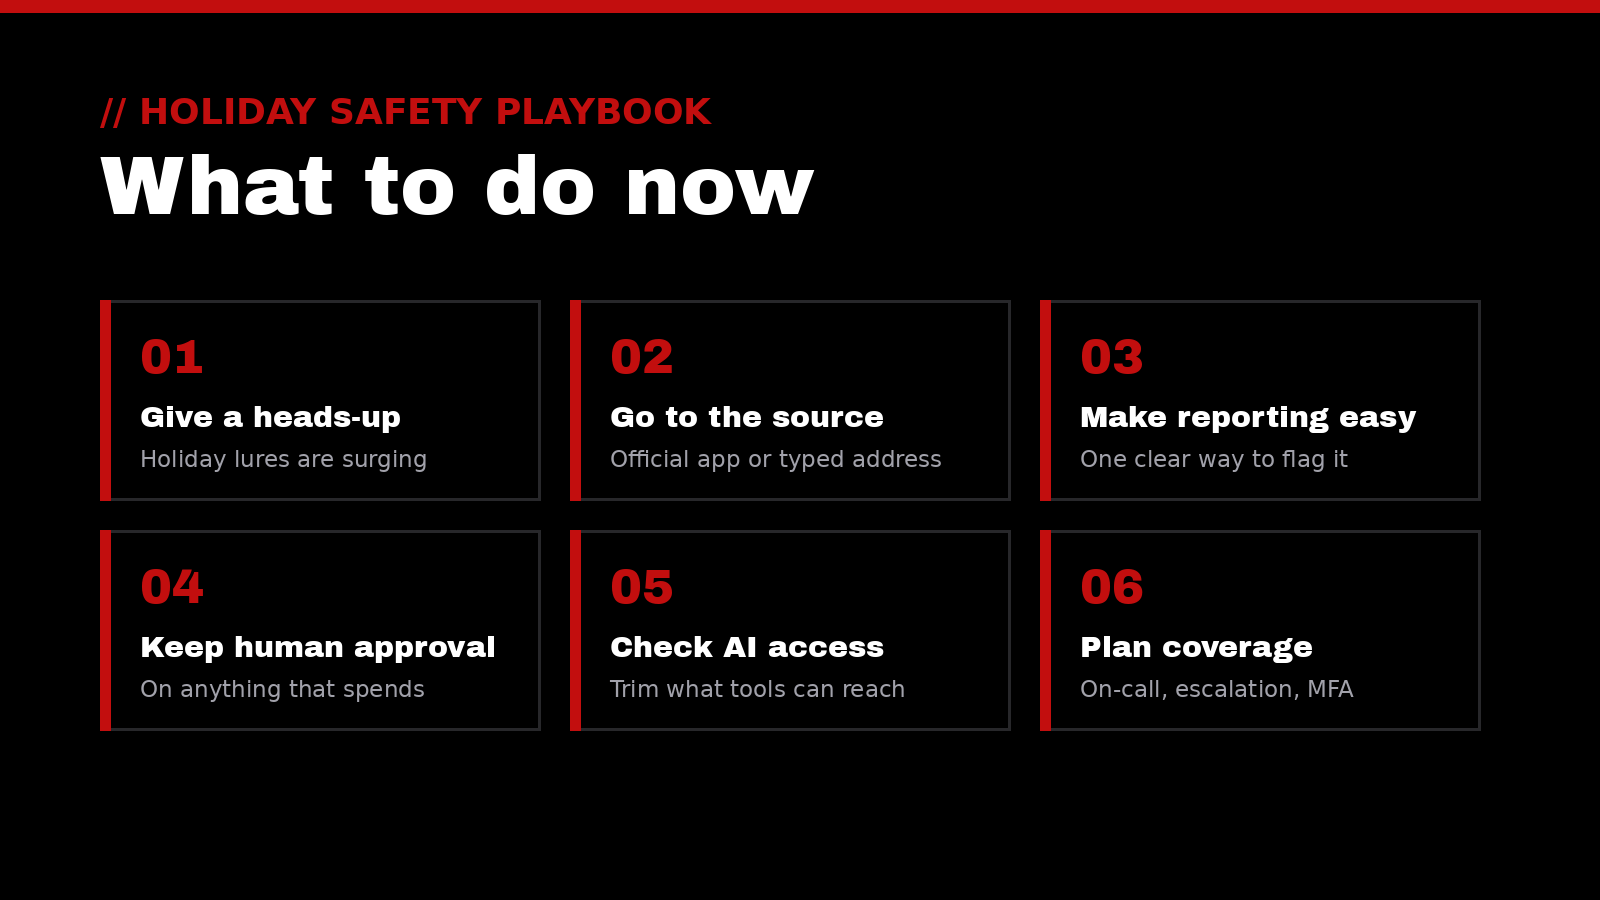 // HOLIDAY SAFETY PLAYBOOK
What to do now
01
Give a heads-up
Holiday lures are surging
02
Go to the source
Official app or typed address
03
Make reporting easy
One clear way to flag it
04
Keep human approval
On anything that spends
05
Check AI access
Trim what tools can reach
06
Plan coverage
On-call, escalation, MFA